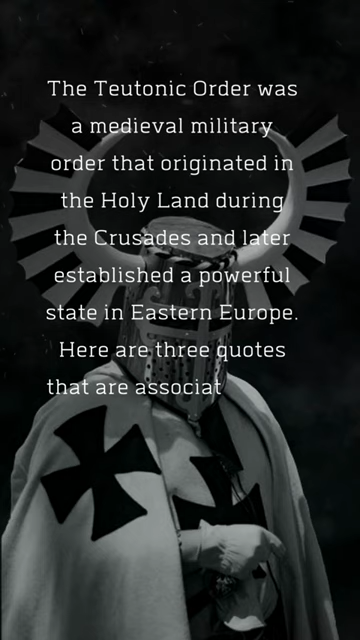 The Teutonic Order was
a medieval military
order that originated in
the Holy Land during
the Crusades and later
established a powerful
state in Eastern Europe.
Here are three quotes
that are associat